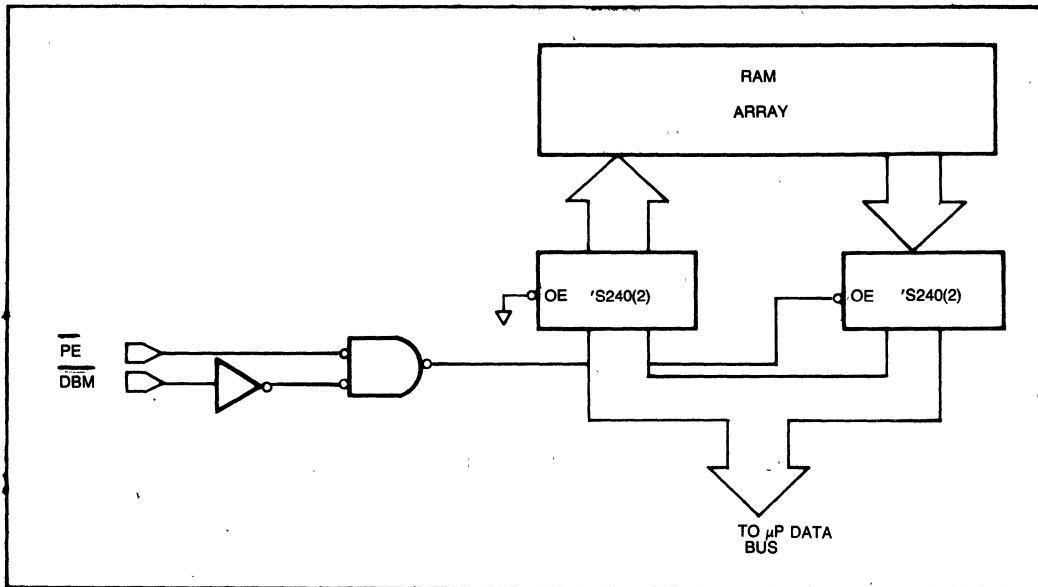 RAM
ARRAY
OE 'S240(2)
OE 'S240(2)
PE
DBM
TO μP DATA
BUS